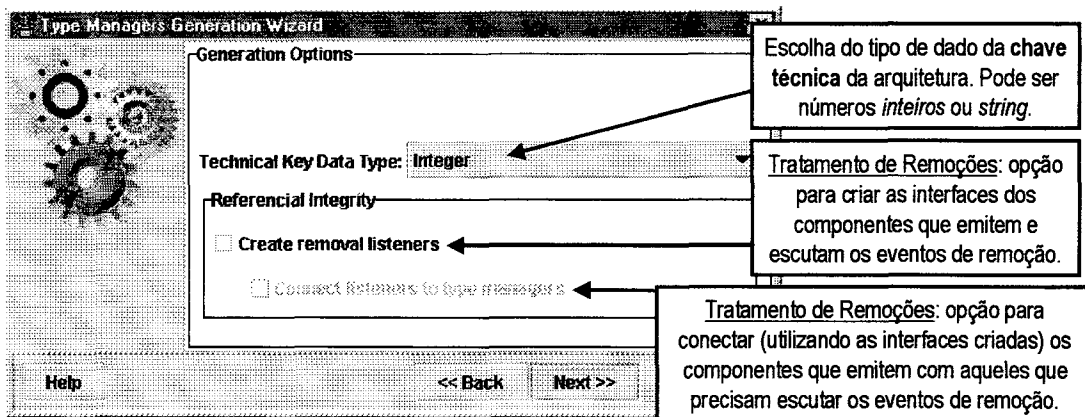 Type Managers Generation Wizard
Generation Options
Technical Key Data Type: Integer
Referencial Integrity
Create removal listeners
Connect listeners to type managers
Help
<< Back
Next >>
Escolha do tipo de dado da chave
técnica da arquitetura. Pode ser
números inteiros ou string.
Tratamento de Remoções: opção
para criar as interfaces dos
componentes que emitem e
escutam os eventos de remoção.
Tratamento de Remoções: opção para
conectar (utilizando as interfaces criadas) os
componentes que emitem com aqueles que
precisam escutar os eventos de remoção.